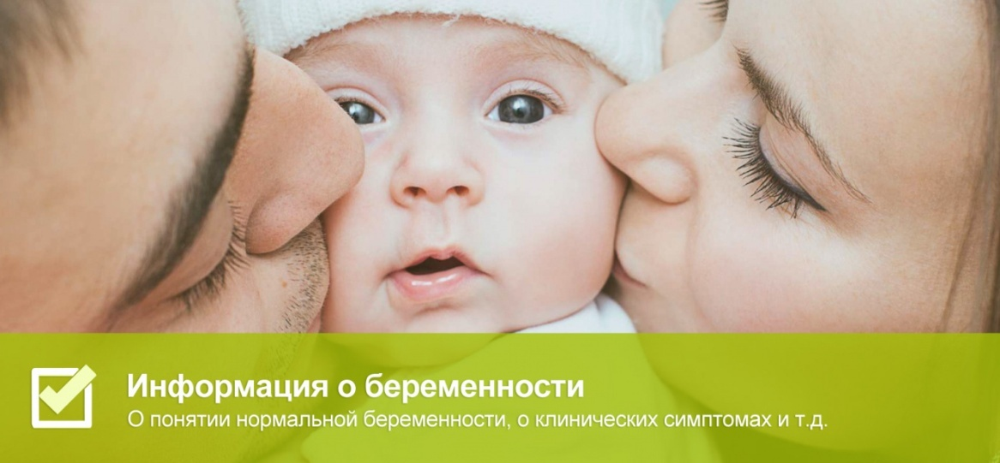 Информация о беременности
О понятии нормальной беременности, о клинических симптомах и т.д.